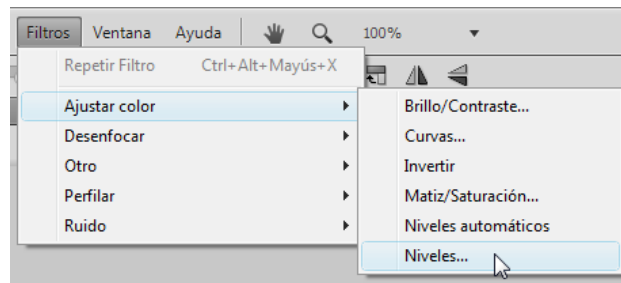 Filtros Ventana Ayuda 100%
Repetir Filtro Ctrl+Alt+Mayús+X
Ajustar color
Desenfocar
Otro
Perfilar
Ruido
Brillo/Contraste...
Curvas...
Invertir
Matiz/Saturación...
Niveles automáticos
Niveles...